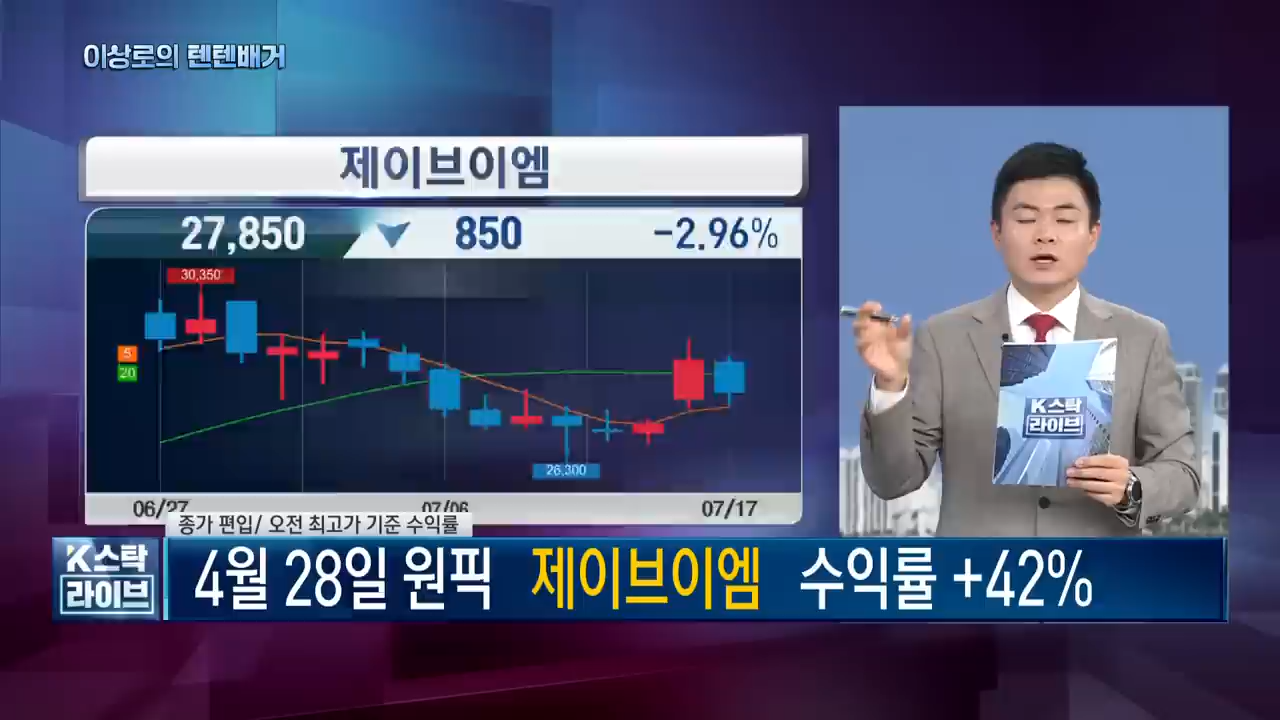 이상로의 텐텐배거
제이브이엠
27,850 ▼ 850 -2.96%
30,350
5
20
26,300
06/27 07/06 07/17
종가 편입/ 오전 최고가 기준 수익률
K스탁
라이브
4월 28일 원픽 제이브이엠 수익률 +42%
K스탁
라이브